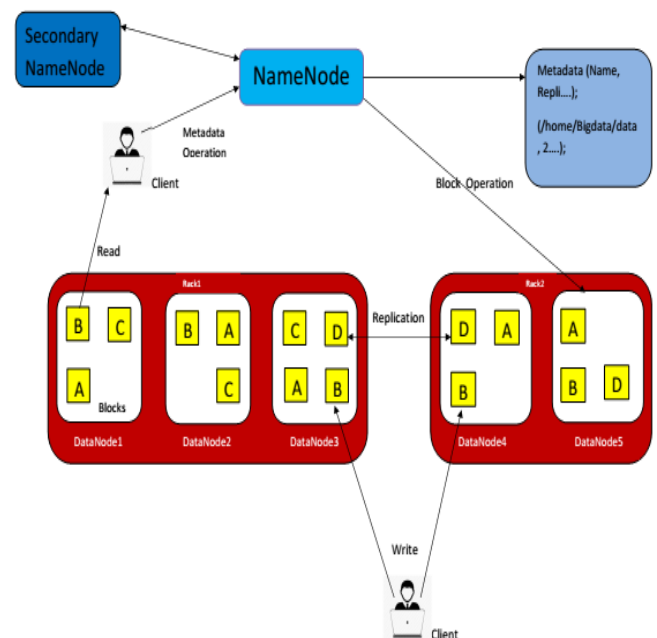 Secondary
NameNode
NameNode
Metadata (Name,
Repli....);
(/home/Bigdata/data
, 2....);
Metadata
Operation
Client
Block Operation
Read
Rack1
Rack2
B C
A
Blocks
B A
C
C D
A B
Replication
D A
B
A
B D
DataNode1
DataNode2
DataNode3
DataNode4
DataNode5
Write
Client